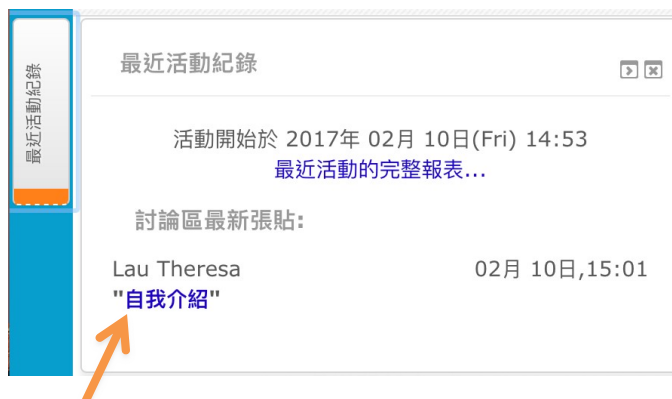 最近活動紀錄
最近活動紀錄
活動開始於 2017年 02月 10日(Fri) 14:53
最近活動的完整報表...
討論區最新張貼:
Lau Theresa 02月 10日,15:01
"自我介紹"